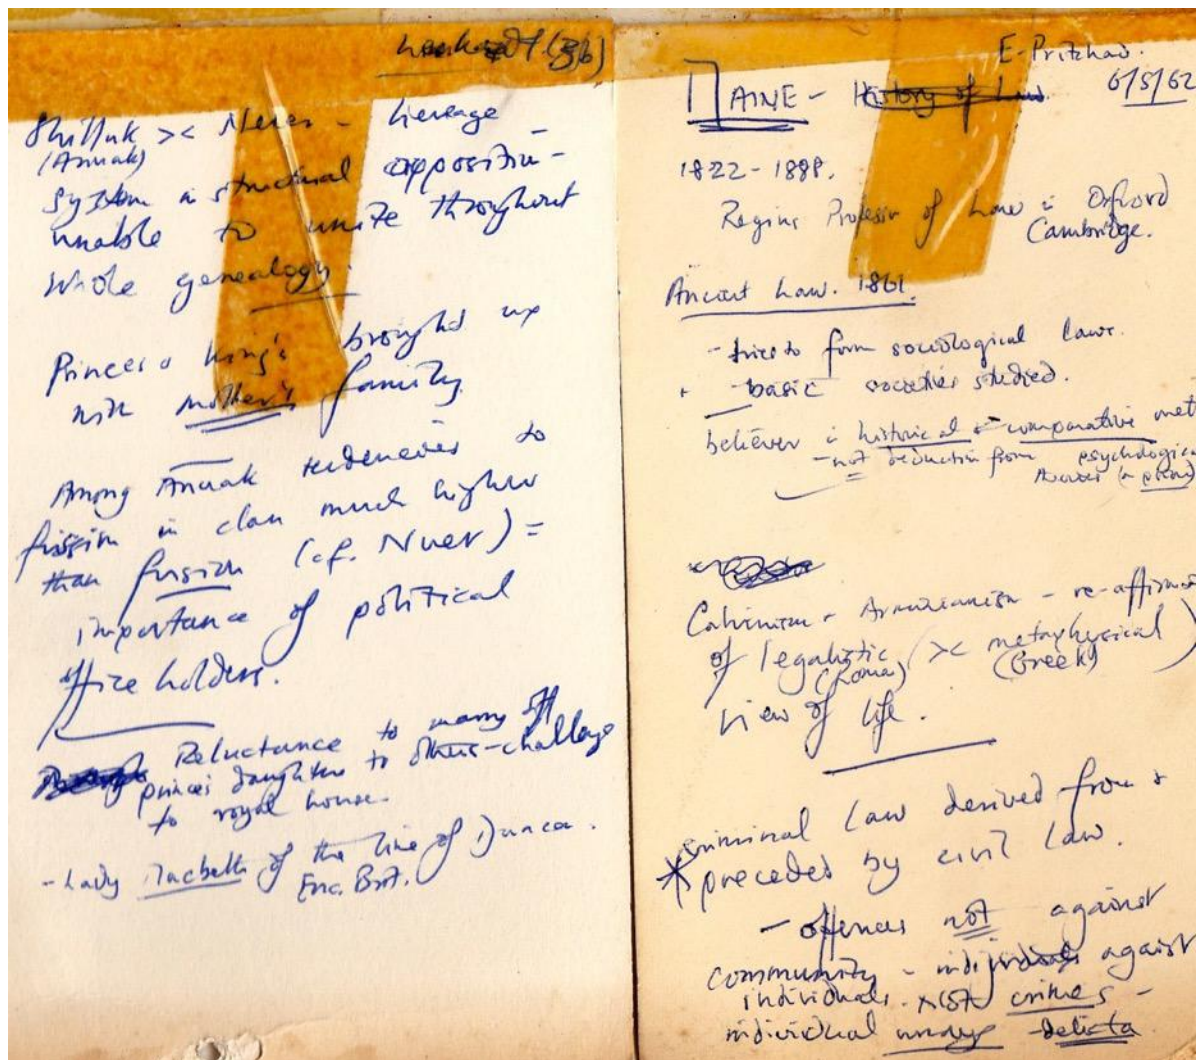 Shilluk >< Nuer - lineage
(Anuak)
system a structural opposition -
unable to unite throughout
whole genealogy.
Princes & King's brought up
with mother's family.
Among Anuak tendencies to
fission in clan much higher
than fusion (cf. Nuer) =
importance of political
office holders.
Reluctance to marry off
princes daughters to others - challenge
to royal house.
- Lady Macbeth of the line of Duncan.
Enc. Brit.
E-Pritchard.
MAINE - History of Law. 6/5/62
1822-1888.
Regius Professor of Law in Oxford
Cambridge.
Ancient Law. 1861.
- tries to form sociological laws.
- basic societies studied.
believer in historical & comparative
- not deduction from psychological
Calvinism & Arminianism - re-affirm
of legalistic >< metaphysical )
(Roma) (Greek)
view of life.
* criminal law derived from &
preceded by civil law.
- offences not against
community - individuals against
individuals. not crimes -
individual wrongs - delicta